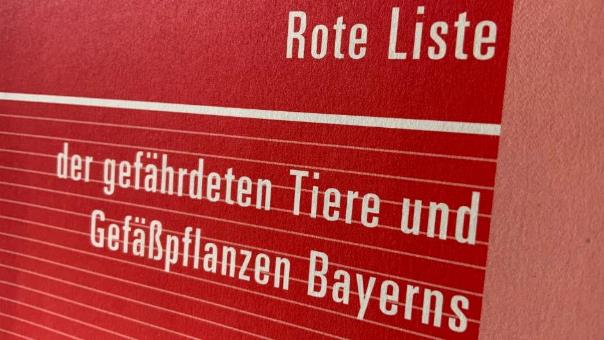 Rote Liste
der gefährdeten Tiere und
Gefäßpflanzen Bayerns